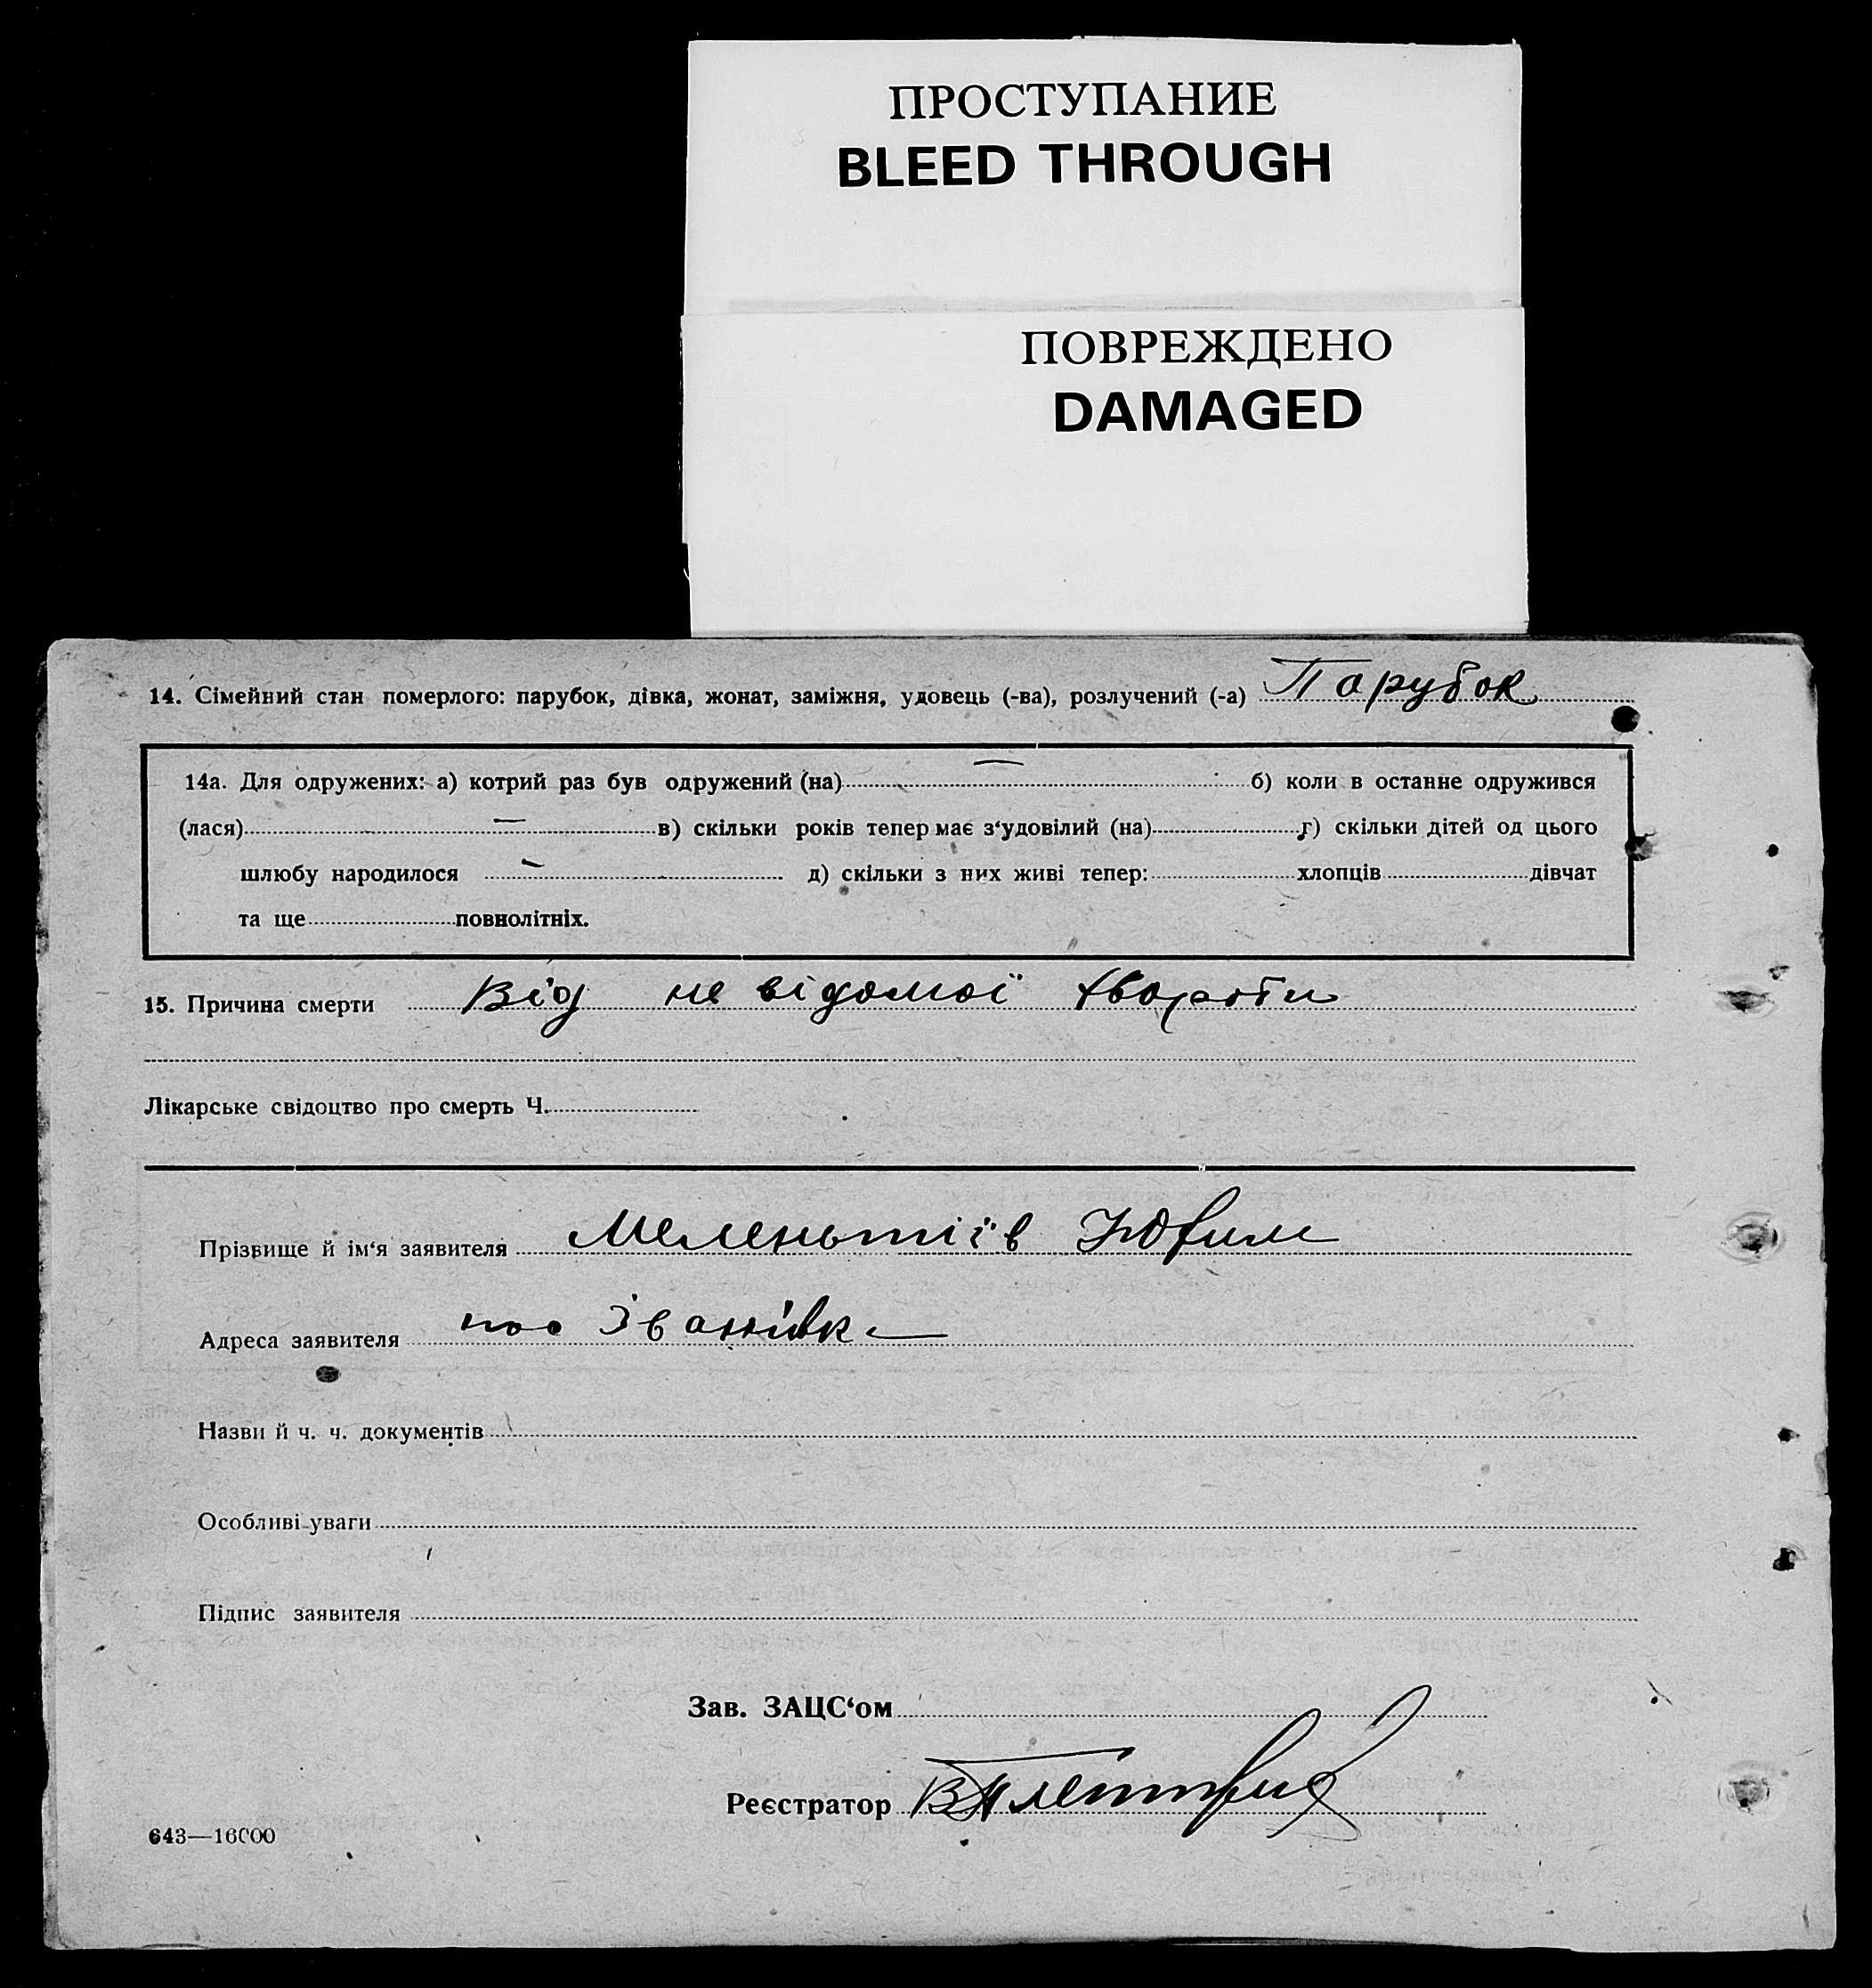 ПРОСТУПАНИЕ
BLEED THROUGH
ПОВРЕЖДЕНО
DAMAGED
14. Сімейний стан померлого: парубок, дівка, жонат, заміжня, удовець (-ва), розлучений (-а) Парубок
14а. Для одружених: а) котрий раз був одружений (на) — б) коли в останне одружився
(лася) — в) скільки років тепер має з‘удовілий (на) г) скільки дітей од цього
шлюбу народилося — д) скільки з них живі тепер: хлопців дівчат
та ще повнолітніх.
15. Причина смерти Від не відомої хвороби
Лікарське свідоцтво про смерть Ч.
Прізвище й ім‘я заявителя Меленьтіїв Юхим
Адреса заявителя пос Званівка
Назви й ч. ч. документів
Особливі уваги
Підпис заявителя
Зав. ЗАЦС‘ом
Реєстратор
643—16000